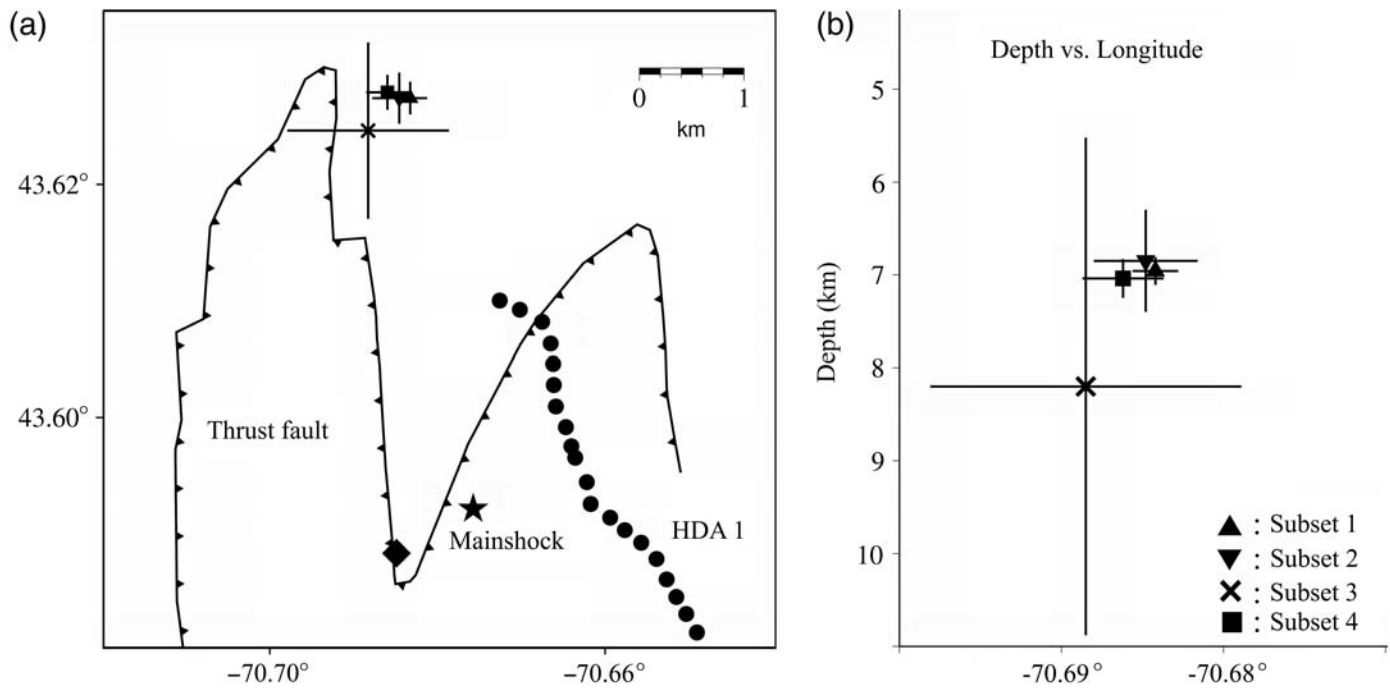 (a)
0
1
km
43.62°
43.60°
Thrust fault
Mainshock
HDA 1
−70.70°
−70.66°
(b)
Depth vs. Longitude
Depth (km)
5
6
7
8
9
10
▲ : Subset 1
▼ : Subset 2
× : Subset 3
■ : Subset 4
-70.69°
-70.68°